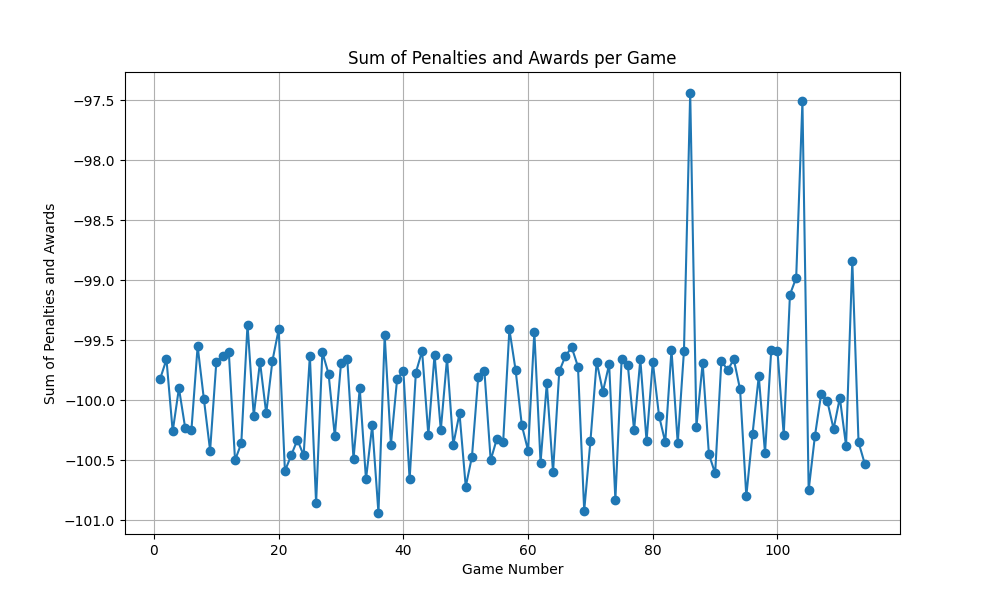 Sum of Penalties and Awards per Game
Sum of Penalties and Awards
−97.5
−98.0
−98.5
−99.0
−99.5
−100.0
−100.5
−101.0
0 20 40 60 80 100
Game Number